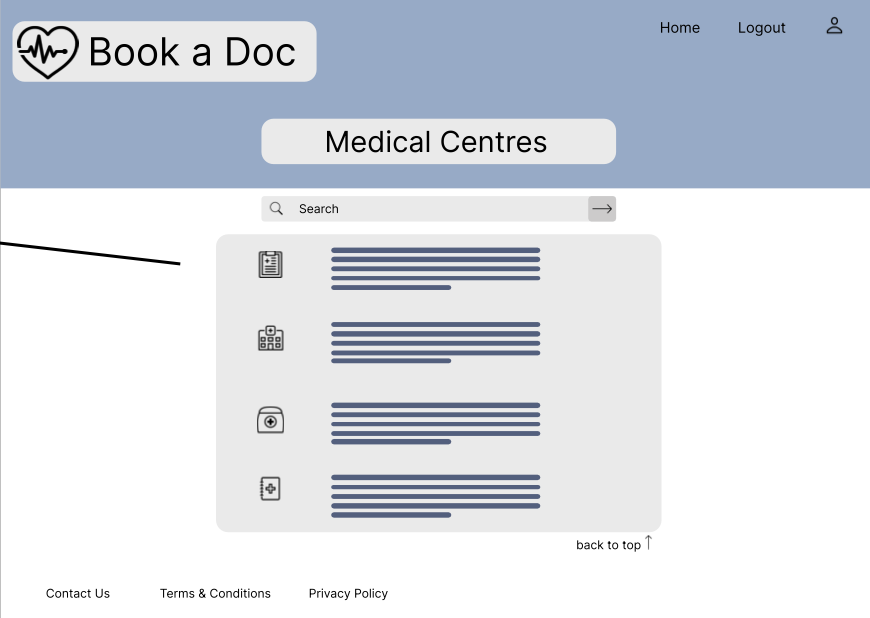 Home Logout
Book a Doc
Medical Centres
Search
back to top
Contact Us Terms & Conditions Privacy Policy